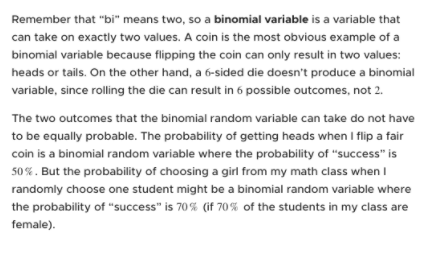 Remember that “bi” means two, so a binomial variable is a variable that
can take on exactly two values. A coin is the most obvious example of a
binomial variable because flipping the coin can only result in two values:
heads or tails. On the other hand, a 6-sided die doesn’t produce a binomial
variable, since rolling the die can result in 6 possible outcomes, not 2.
The two outcomes that the binomial random variable can take do not have
to be equally probable. The probability of getting heads when I flip a fair
coin is a binomial random variable where the probability of “success” is
50%. But the probability of choosing a girl from my math class when I
randomly choose one student might be a binomial random variable where
the probability of “success” is 70% (if 70% of the students in my class are
female).